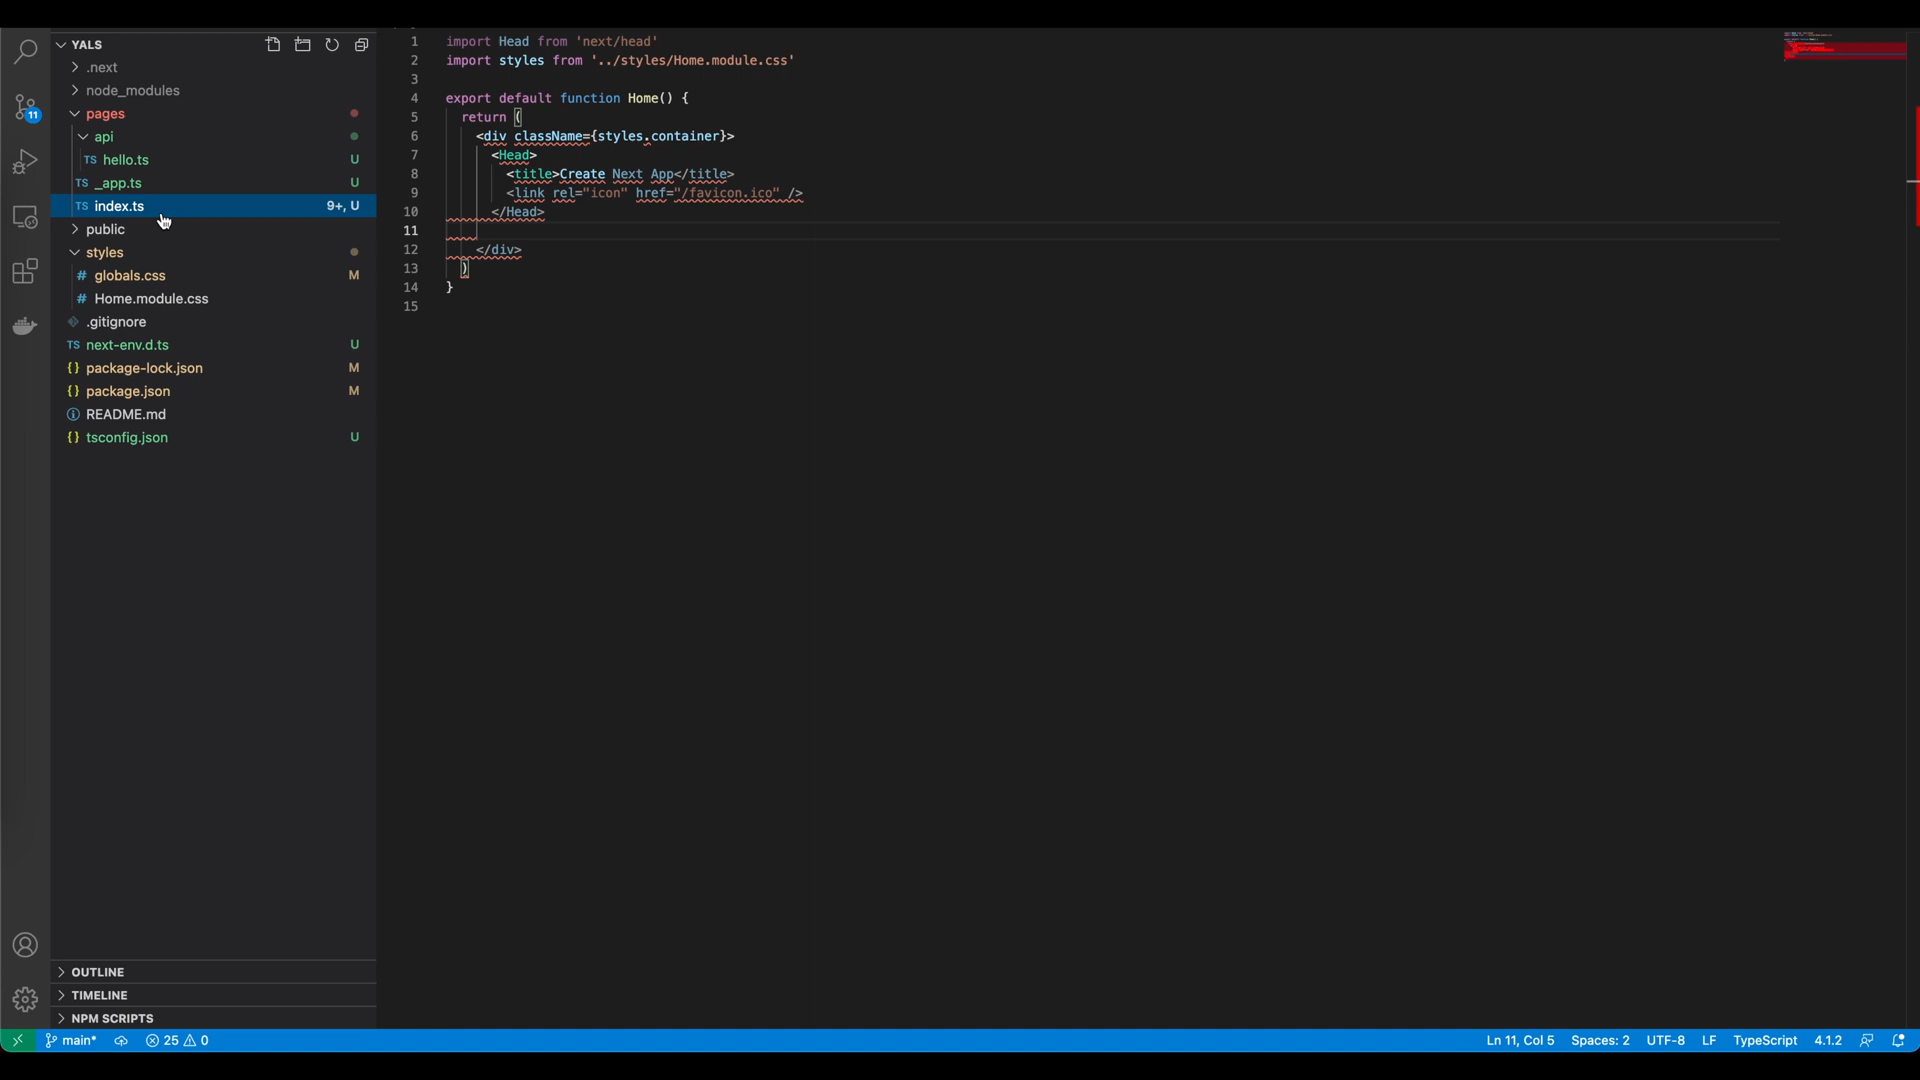 YALS
.next
node_modules
pages
api
TS hello.ts U
TS _app.ts U
TS index.ts 9+, U
public
styles
# globals.css M
# Home.module.css
.gitignore
TS next-env.d.ts U
{} package-lock.json M
{} package.json M
README.md
{} tsconfig.json U
OUTLINE
TIMELINE
NPM SCRIPTS
11
1 import Head from 'next/head'
2 import styles from '../styles/Home.module.css'
3
4 export default function Home() {
5 return (
6 <div className={styles.container}>
7 <Head>
8 <title>Create Next App</title>
9 <link rel="icon" href="/favicon.ico" />
10 </Head>
11
12 </div>
13 )
14 }
15
main* 25 0 Ln 11, Col 5 Spaces: 2 UTF-8 LF TypeScript 4.1.2